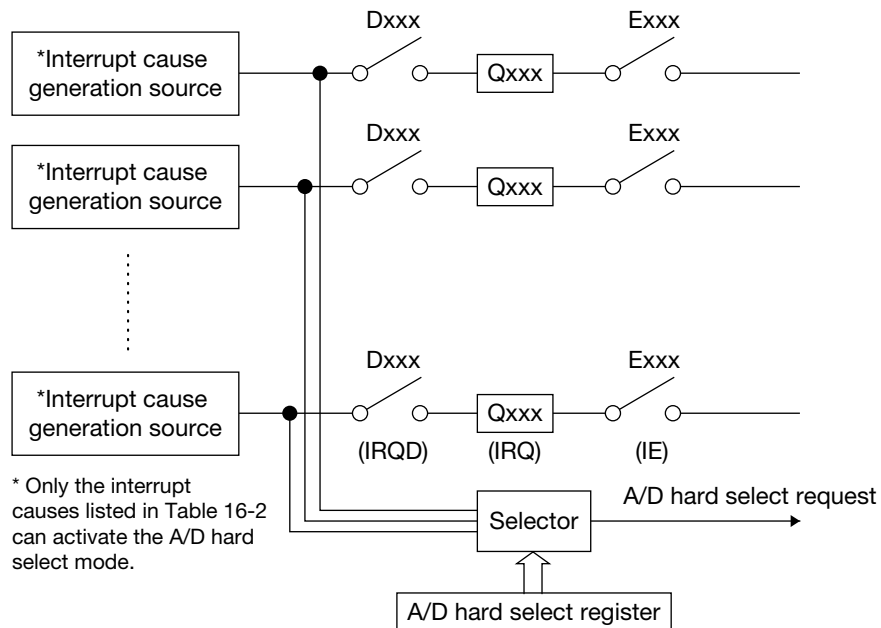 Dxxx
Exxx
*Interrupt cause
generation source
Qxxx
Dxxx
Exxx
*Interrupt cause
generation source
Qxxx
Dxxx
Exxx
*Interrupt cause
generation source
Qxxx
(IRQD)
(IRQ)
(IE)
* Only the interrupt
causes listed in Table 16-2
can activate the A/D hard
select mode.
Selector
A/D hard select request
A/D hard select register